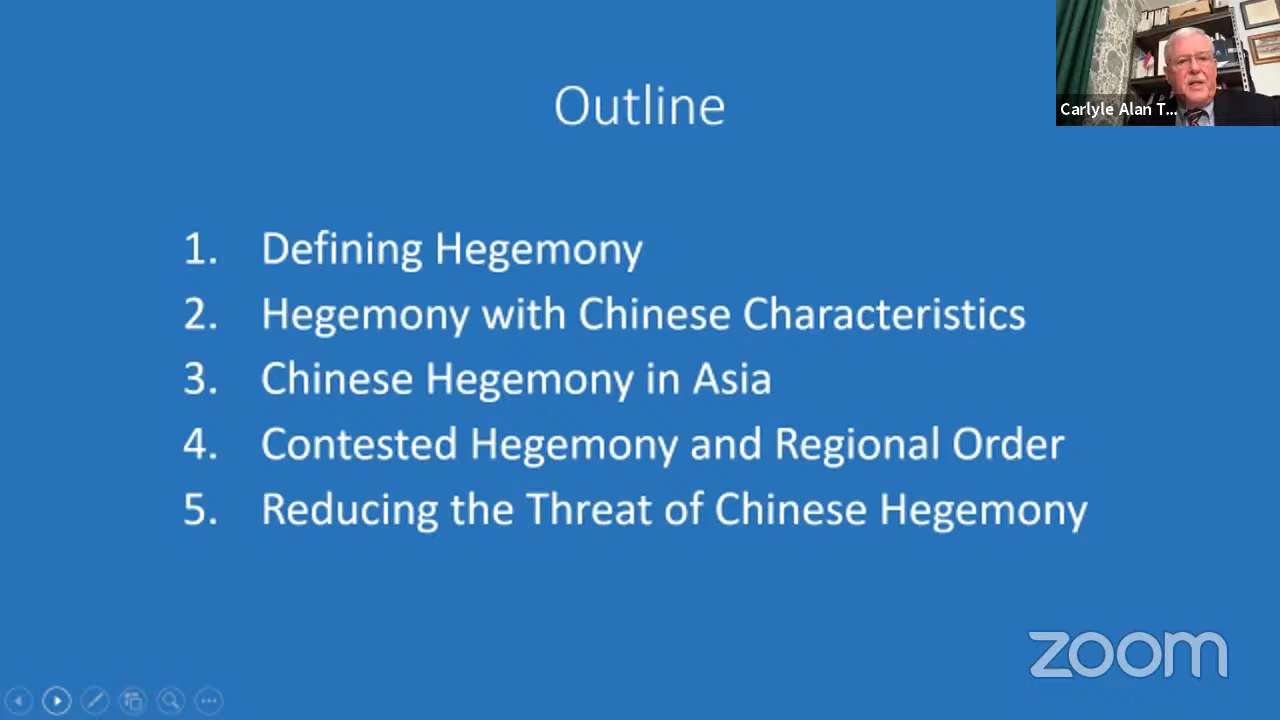 Outline
Carlyle Alan T...
1. Defining Hegemony
2. Hegemony with Chinese Characteristics
3. Chinese Hegemony in Asia
4. Contested Hegemony and Regional Order
5. Reducing the Threat of Chinese Hegemony
zoom